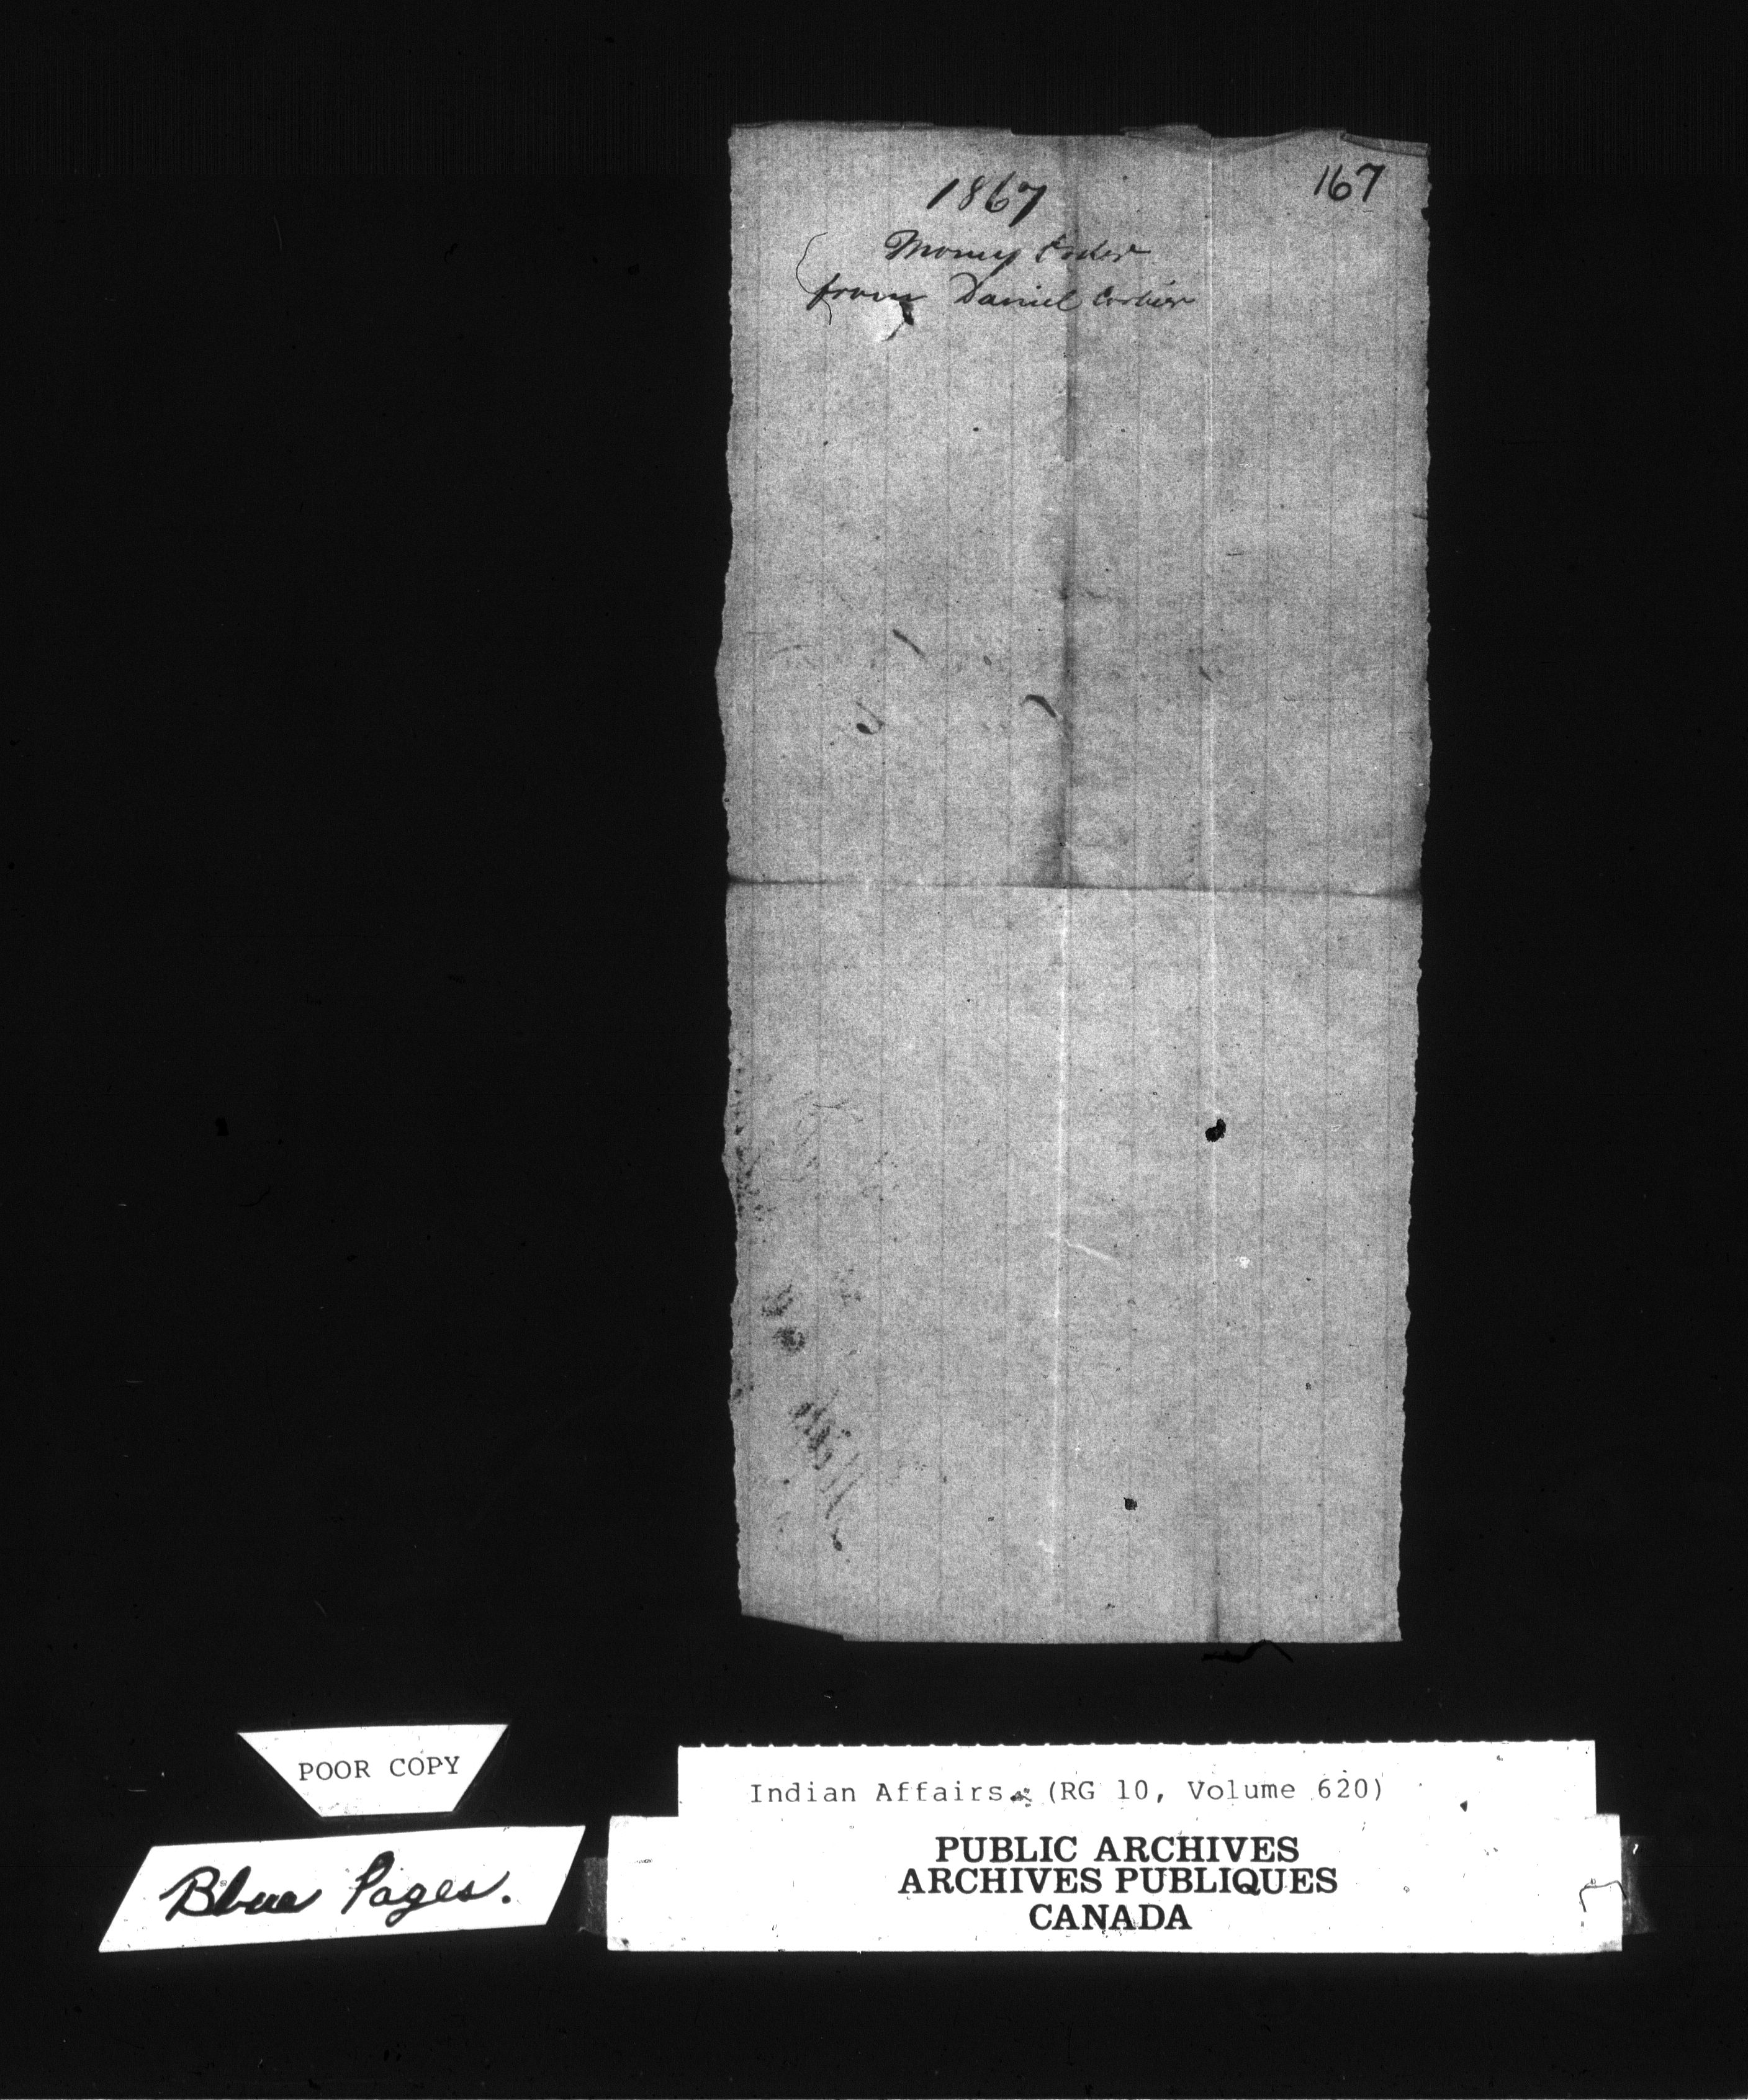 167
1867
Money Order
from Daniel
POOR COPY
Blue Pages.
Indian Affairs. (RG 10, Volume 620)
PUBLIC ARCHIVES
ARCHIVES PUBLIQUES
CANADA